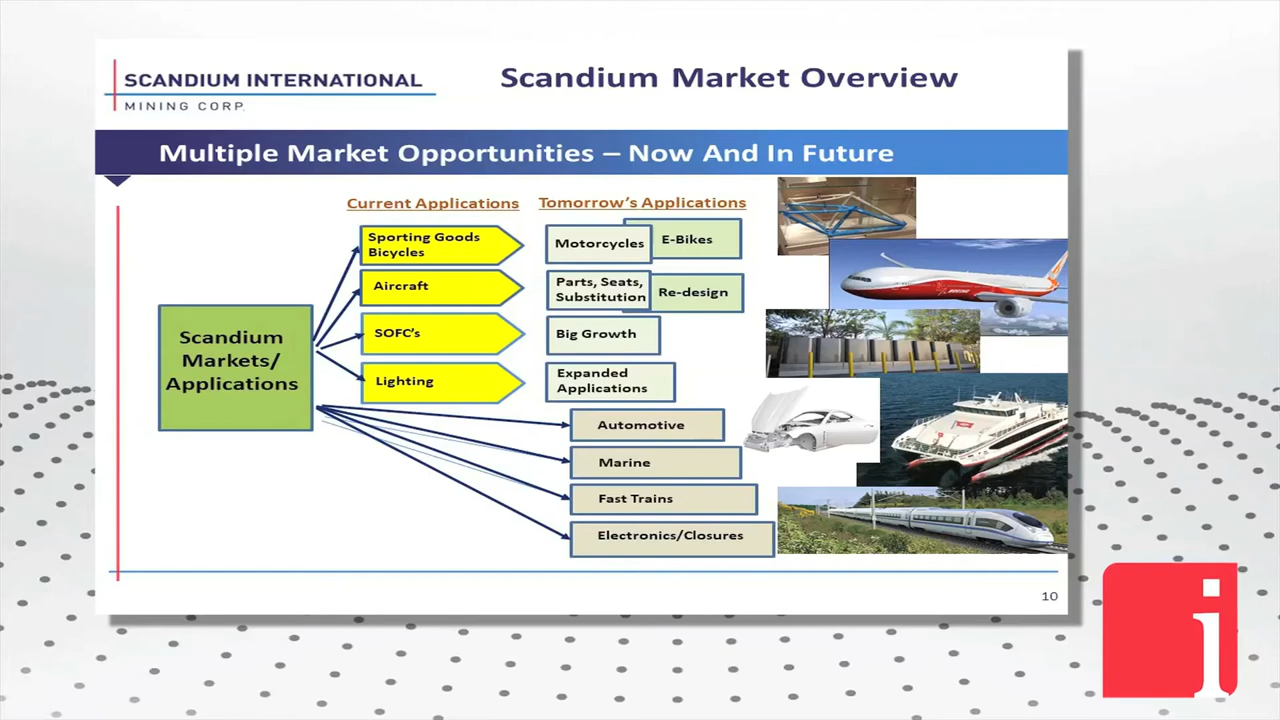 SCANDIUM INTERNATIONAL
MINING CORP.
Scandium Market Overview
Multiple Market Opportunities – Now And In Future
Current Applications
Tomorrow's Applications
Scandium
Markets/
Applications
Sporting Goods
Bicycles
Motorcycles
E-Bikes
Aircraft
Parts, Seats,
Substitution
Re-design
SOFC's
Big Growth
Lighting
Expanded
Applications
Automotive
Marine
Fast Trains
Electronics/Closures
BOEING
10
i